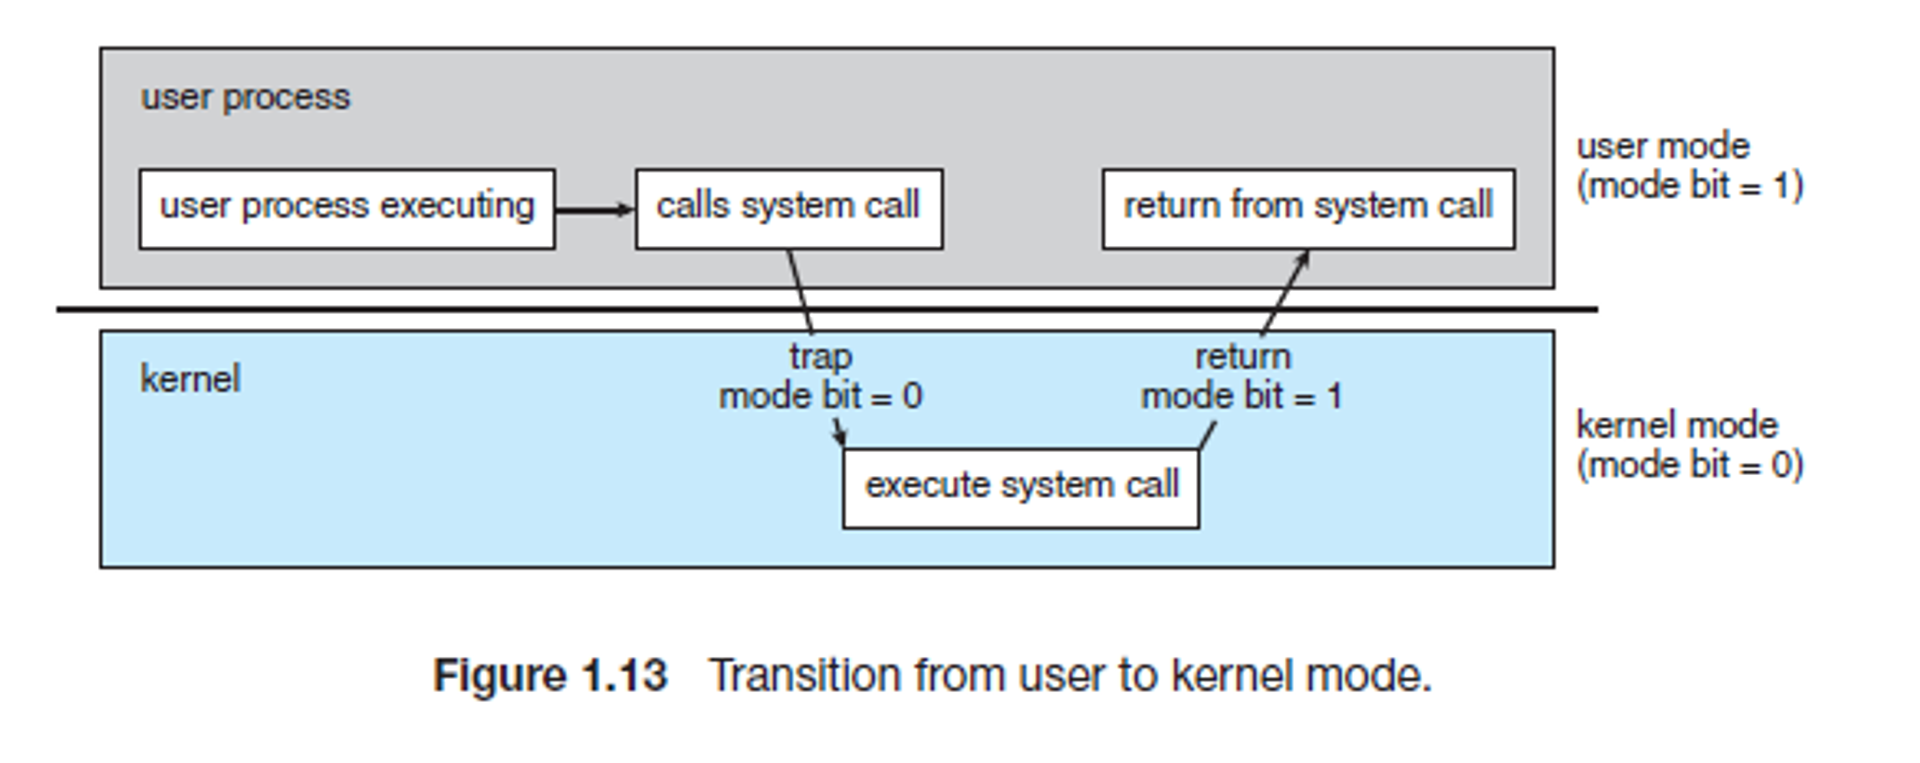 user process
user process executing
calls system call
return from system call
user mode
(mode bit = 1)
kernel
trap
mode bit = 0
return
mode bit = 1
execute system call
kernel mode
(mode bit = 0)
Figure 1.13 Transition from user to kernel mode.